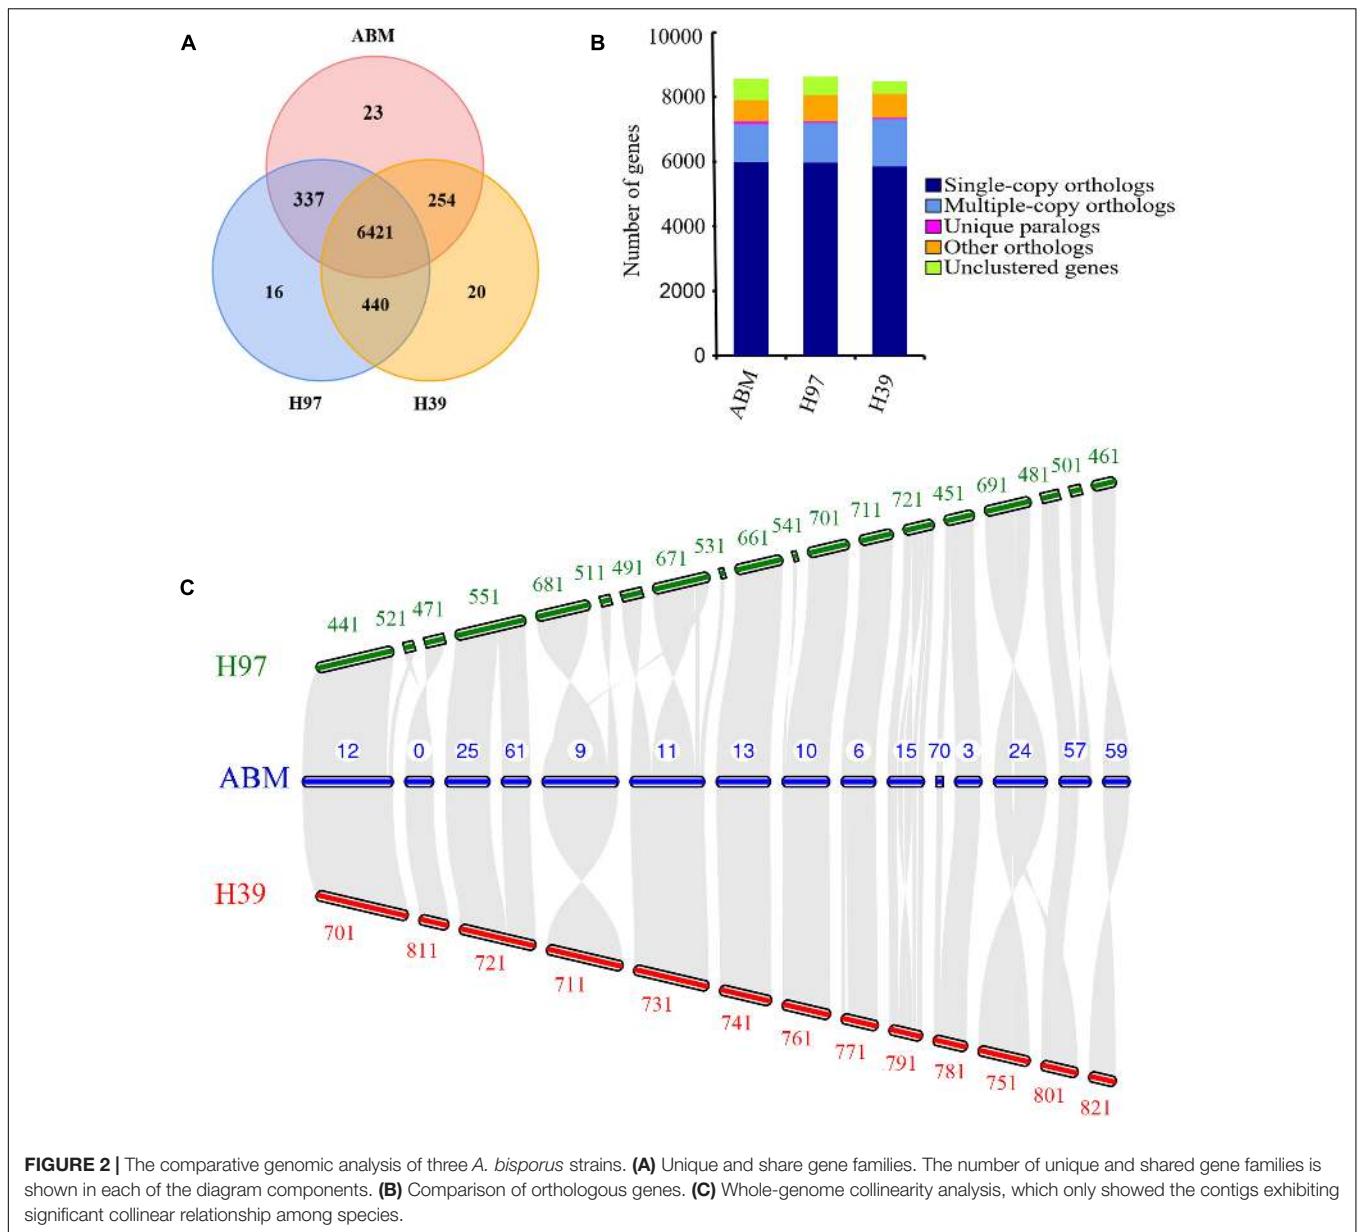 A
ABM
23
337
254
6421
16
440
20
H97
H39
B
10000
8000
6000
4000
2000
0
Number of genes
ABM
H97
H39
Single-copy orthologs
Multiple-copy orthologs
Unique paralogs
Other orthologs
Unclustered genes
C
441 521 471 551 681 511 491 671 531 661 541 701 711 721 451 691 481 501 461
H97
12 0 25 61 9 11 13 10 6 15 70 3 24 57 59
ABM
H39
701 811 721 711 731 741 761 771 791 781 751 801 821
FIGURE 2 | The comparative genomic analysis of three A. bisporus strains. (A) Unique and share gene families. The number of unique and shared gene families is
shown in each of the diagram components. (B) Comparison of orthologous genes. (C) Whole-genome collinearity analysis, which only showed the contigs exhibiting
significant collinear relationship among species.